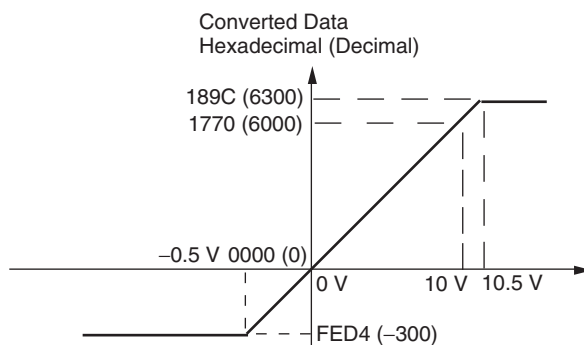 Converted Data
Hexadecimal (Decimal)
189C (6300)
1770 (6000)
−0.5 V 0000 (0)
0 V
10 V
10.5 V
FED4 (−300)